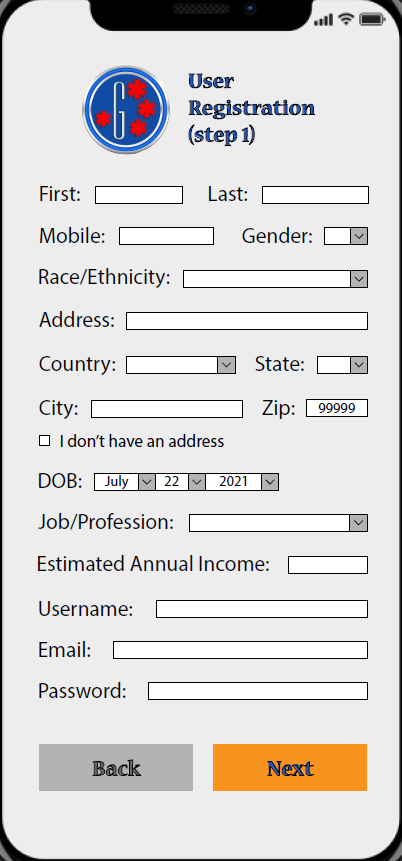 G
User
Registration
(step 1)
First: Last:
Mobile: Gender:
Race/Ethnicity:
Address:
Country: State:
City: Zip: 99999
I don't have an address
DOB: July 22 2021
Job/Profession:
Estimated Annual Income:
Username:
Email:
Password:
Back Next